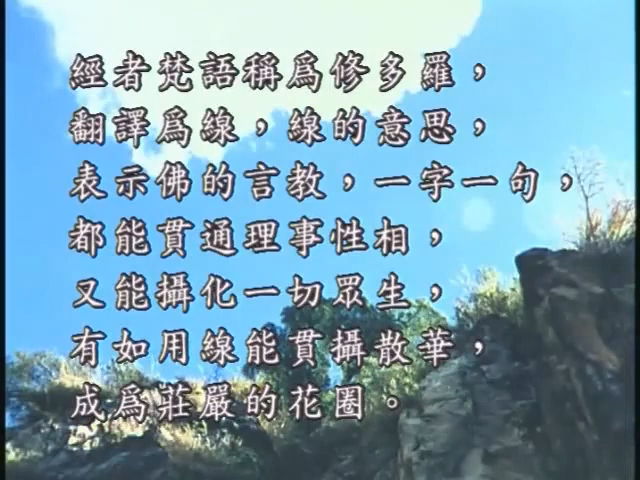 經者梵語稱爲修多羅，
翻譯爲線，線的意思，
表示佛的言教，一字一句，
都能貫通理事性相，
又能攝化一切眾生，
有如用線能貫攝散華，
成爲莊嚴的花圈。